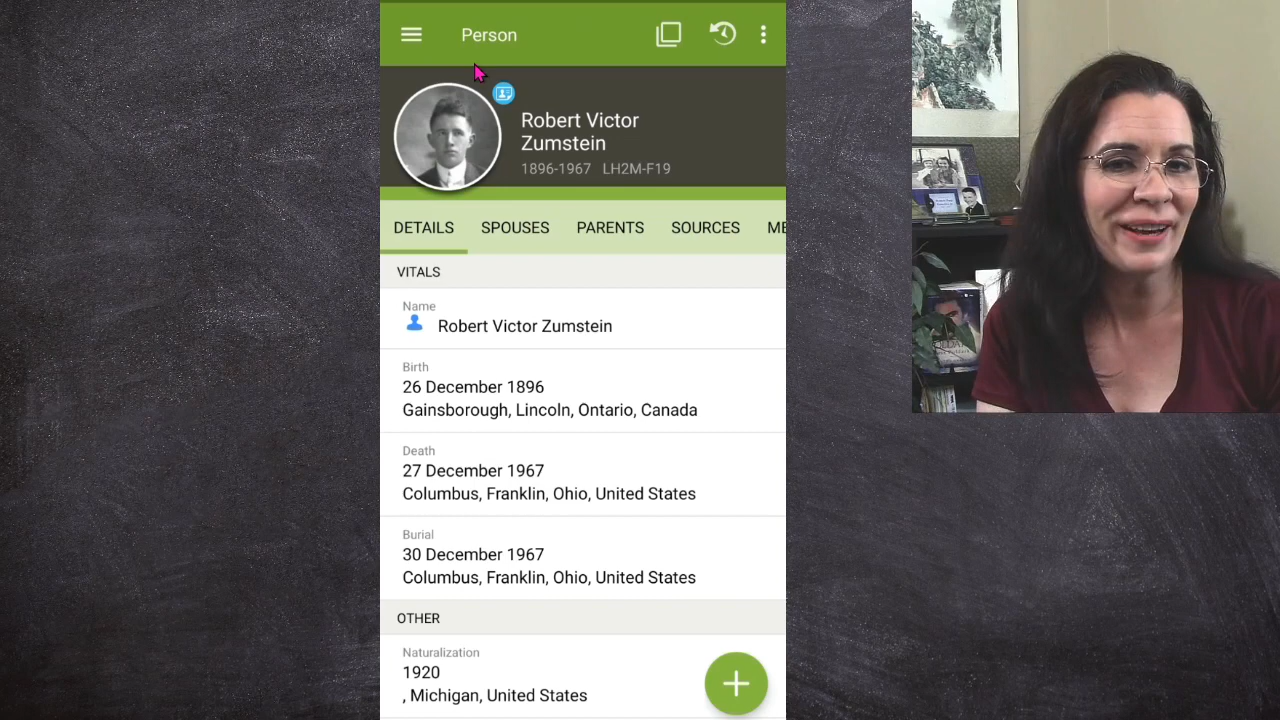 Person
Robert Victor
Zumstein
1896-1967 LH2M-F19
DETAILS SPOUSES PARENTS SOURCES ME
VITALS
Name
Robert Victor Zumstein
Birth
26 December 1896
Gainsborough, Lincoln, Ontario, Canada
Death
27 December 1967
Columbus, Franklin, Ohio, United States
Burial
30 December 1967
Columbus, Franklin, Ohio, United States
OTHER
Naturalization
1920
, Michigan, United States